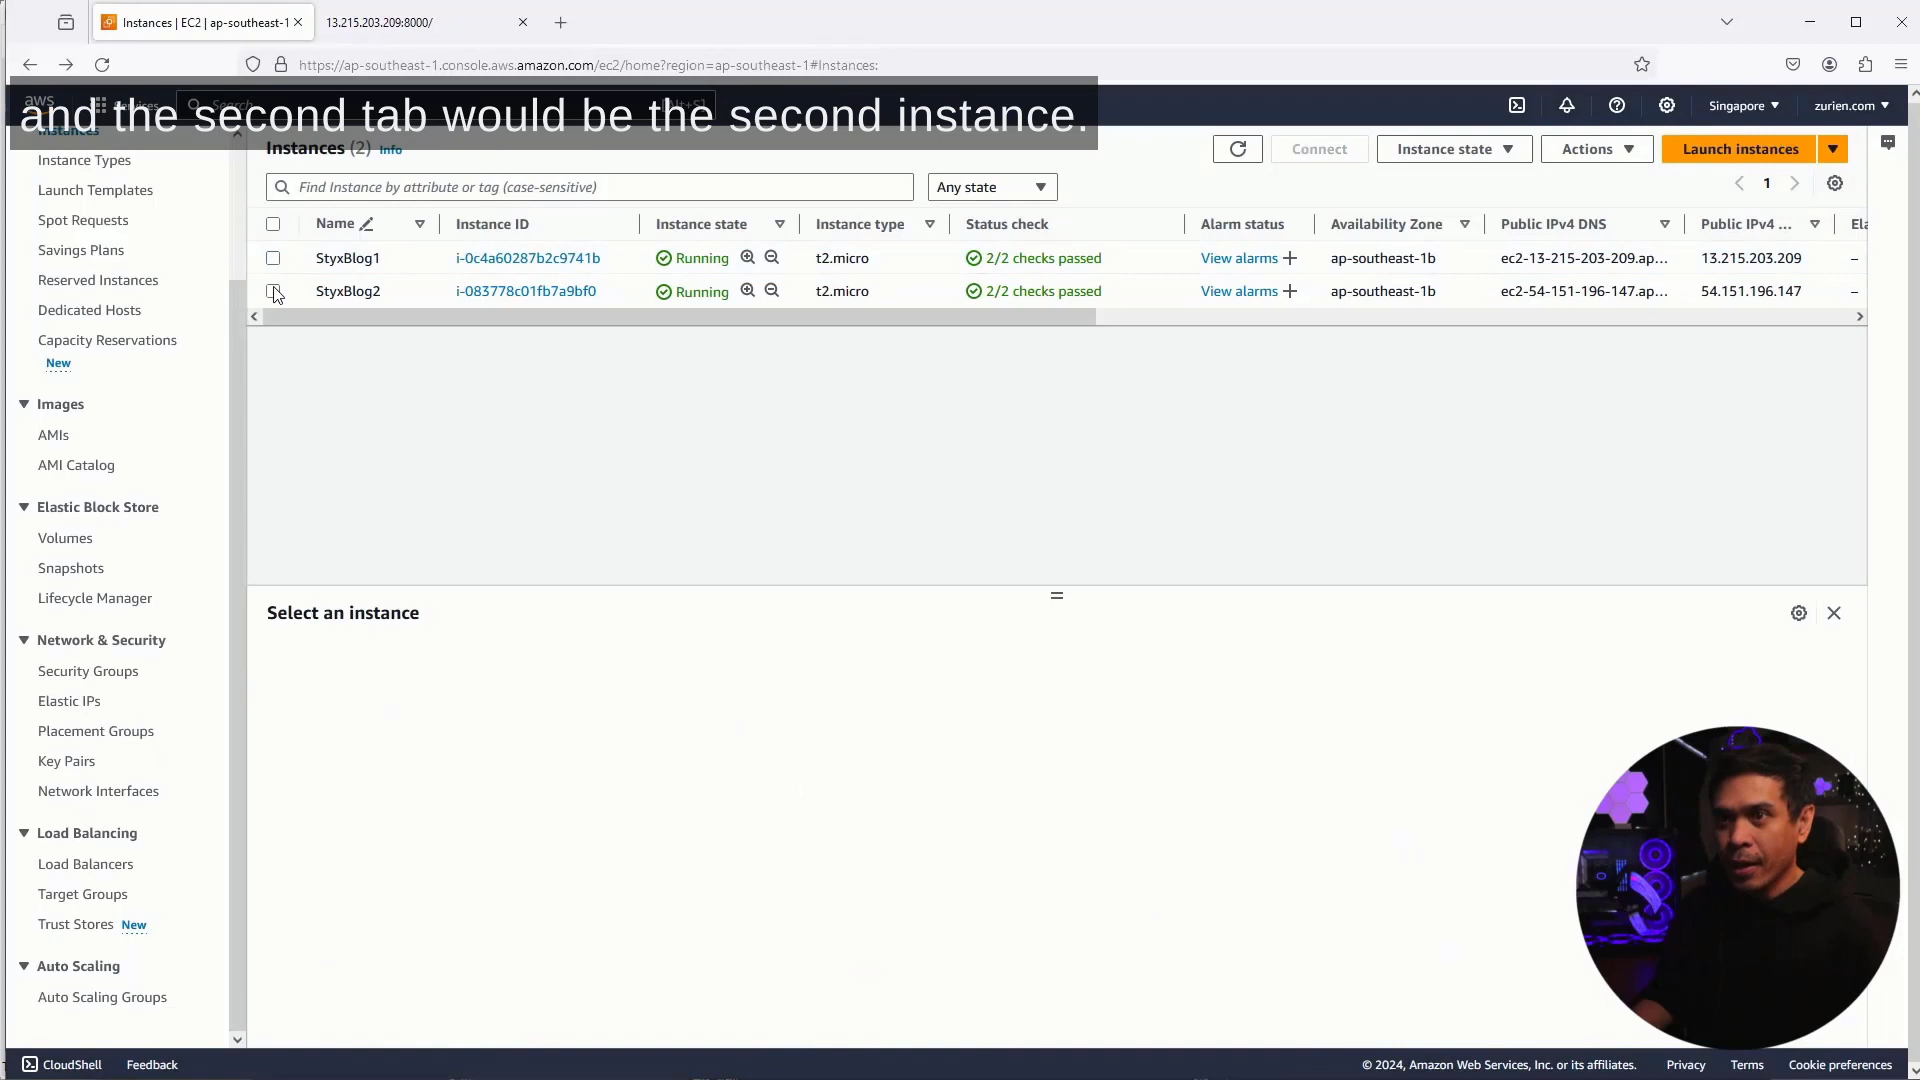 Instances | EC2 | ap-southeast-1
13.215.203.209:8000/
https://ap-southeast-1.console.aws.amazon.com/ec2/home?region=ap-southeast-1#Instances:
aws
Services
Search
[Alt+S]
and the second tab would be the second instance.
Singapore
zurien.com
Instances
Instance Types
Launch Templates
Spot Requests
Savings Plans
Reserved Instances
Dedicated Hosts
Capacity Reservations
New
Images
AMIs
AMI Catalog
Elastic Block Store
Volumes
Snapshots
Lifecycle Manager
Network & Security
Security Groups
Elastic IPs
Placement Groups
Key Pairs
Network Interfaces
Load Balancing
Load Balancers
Target Groups
Trust Stores New
Auto Scaling
Auto Scaling Groups
Instances (2) Info
Connect
Instance state
Actions
Launch instances
Find Instance by attribute or tag (case-sensitive)
Any state
1
Name Instance ID Instance state Instance type Status check Alarm status Availability Zone Public IPv4 DNS Public IPv4 ... Ela
StyxBlog1 i-0c4a60287b2c9741b Running t2.micro 2/2 checks passed View alarms + ap-southeast-1b ec2-13-215-203-209.ap... 13.215.203.209 –
StyxBlog2 i-083778c01fb7a9bf0 Running t2.micro 2/2 checks passed View alarms + ap-southeast-1b ec2-54-151-196-147.ap... 54.151.196.147 –
Select an instance
CloudShell
Feedback
© 2024, Amazon Web Services, Inc. or its affiliates.
Privacy
Terms
Cookie preferences